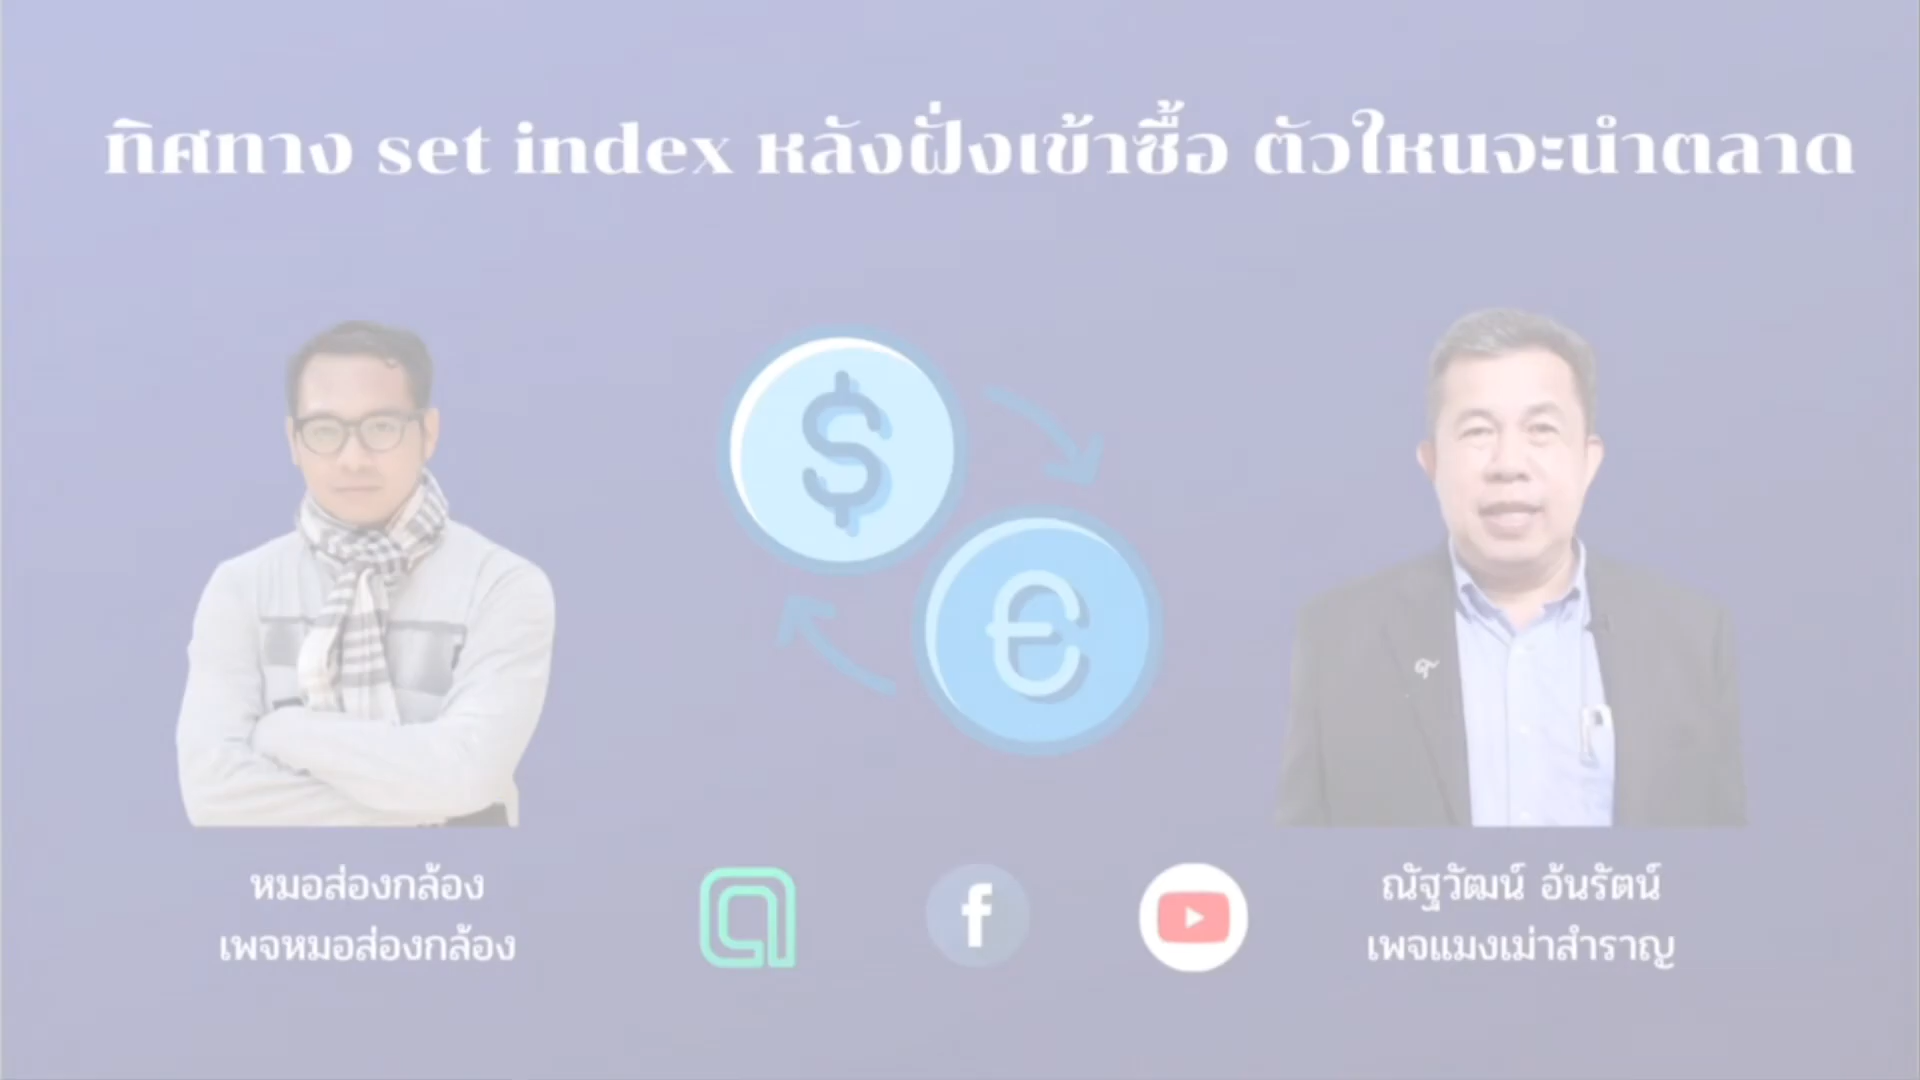 ทิศทาง set index หลังฝั่งเข้าซื้อ ตัวใหนจะนำตลาด
หมอส่องกล้อง
เพจหมอส่องกล้อง
ณัฐวัฒน์ อ้นรัตน์
เพจแมงเม่าสำราญ